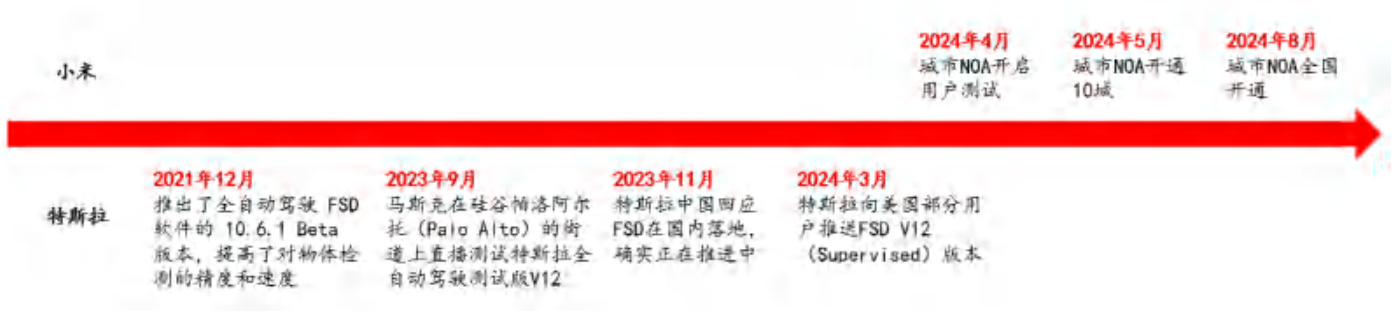 小米
2024年4月
城市NOA开启
用户测试
2024年5月
城市NOA开通
10城
2024年8月
城市NOA全国
开通
特斯拉
2021年12月
推出了全自动驾驶 FSD
软件的 10.6.1 Beta
版本，提高了对物体检
测的精度和速度
2023年9月
马斯克在硅谷帕洛阿尔
托（Palo Alto）的街
道上直播测试特斯拉全
自动驾驶测试版V12
2023年11月
特斯拉中国回应
FSD在国内落地，
确实正在推进中
2024年3月
特斯拉向美国部分用
户推送FSD V12
（Supervised）版本